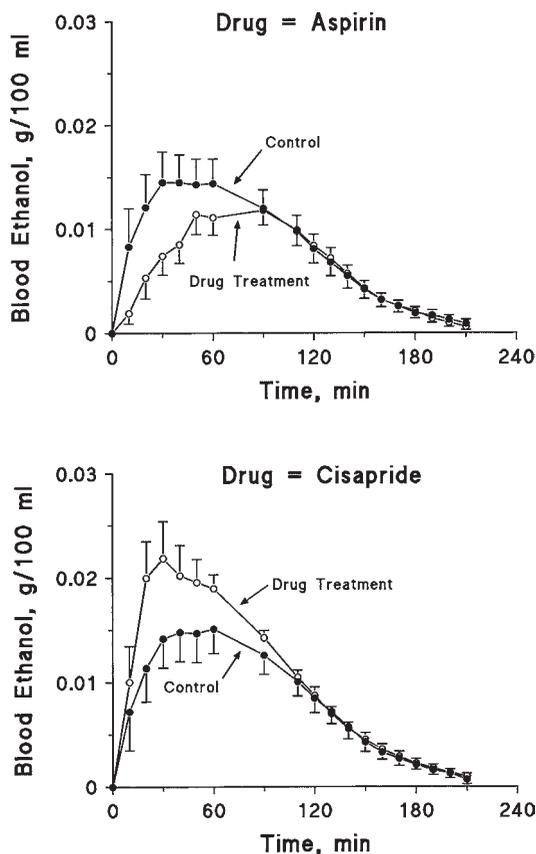 Drug = Aspirin
Blood Ethanol, g/100 ml
0.03
0.02
0.01
0
Control
Drug Treatment
0 60 120 180 240
Time, min
Drug = Cisapride
Blood Ethanol, g/100 ml
0.03
0.02
0.01
0
Drug Treatment
Control
0 60 120 180 240
Time, min